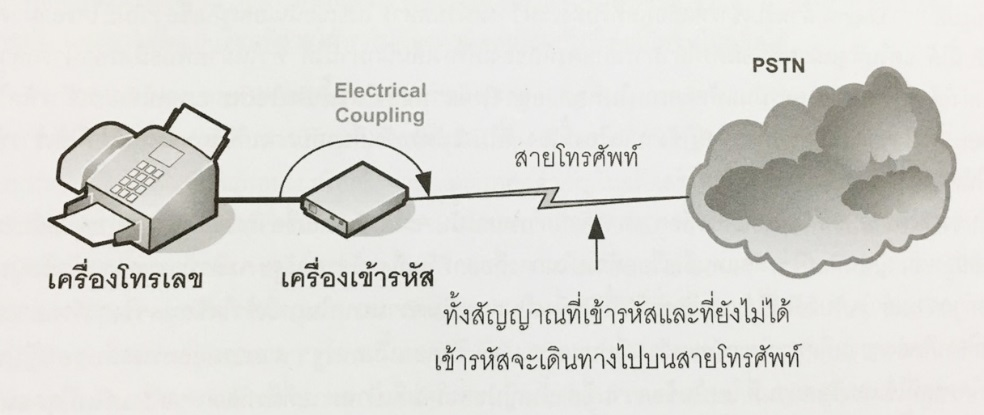 PSTN
Electrical
Coupling
สายโทรศัพท์
เครื่องโทรเลข
เครื่องเข้ารหัส
ทั้งสัญญาณที่เข้ารหัสและที่ยังไม่ได้
เข้ารหัสจะเดินทางไปบนสายโทรศัพท์